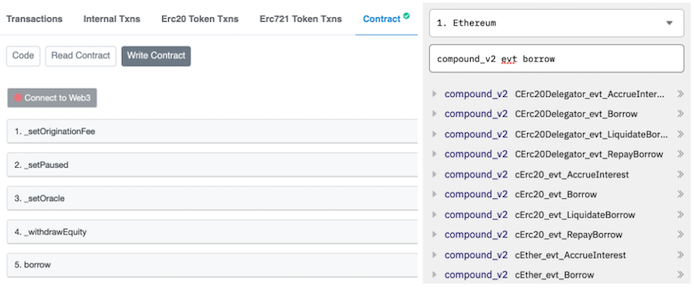 Transactions Internal Txns Erc20 Token Txns Erc721 Token Txns Contract
Code Read Contract Write Contract
Connect to Web3
1. _setOriginationFee
2. _setPaused
3. _setOracle
4. _withdrawEquity
5. borrow
1. Ethereum
compound_v2 evt borrow
compound_v2 CErc20Delegator_evt_AccrueInter...
compound_v2 CErc20Delegator_evt_Borrow
compound_v2 CErc20Delegator_evt_LiquidateBor...
compound_v2 CErc20Delegator_evt_RepayBorrow
compound_v2 cErc20_evt_AccrueInterest
compound_v2 cErc20_evt_Borrow
compound_v2 cErc20_evt_LiquidateBorrow
compound_v2 cErc20_evt_RepayBorrow
compound_v2 cEther_evt_AccrueInterest
compound_v2 cEther_evt_Borrow